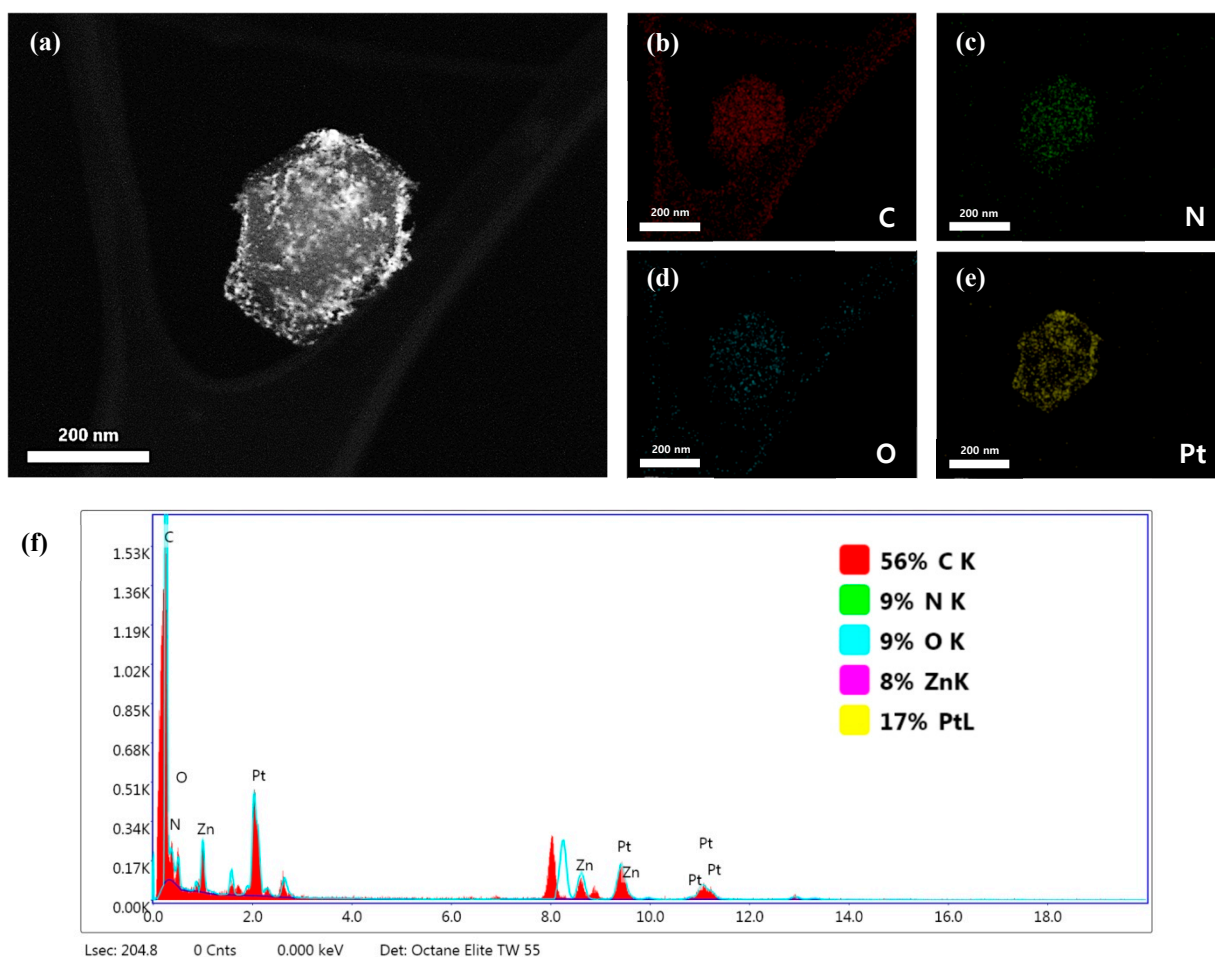 (a)
200 nm
(b)
200 nm
C
(c)
200 nm
N
(d)
200 nm
O
(e)
200 nm
Pt
(f)
1.53K
1.36K
1.19K
1.02K
0.85K
0.68K
0.51K
0.34K
0.17K
0.00K
C
O
N
Zn
Pt
Zn
Pt
Zn
Pt
Pt
Pt
56% C K
9% N K
9% O K
8% ZnK
17% PtL
0.0 2.0 4.0 6.0 8.0 10.0 12.0 14.0 16.0 18.0
Lsec: 204.8 0 Cnts 0.000 keV Det: Octane Elite TW 55